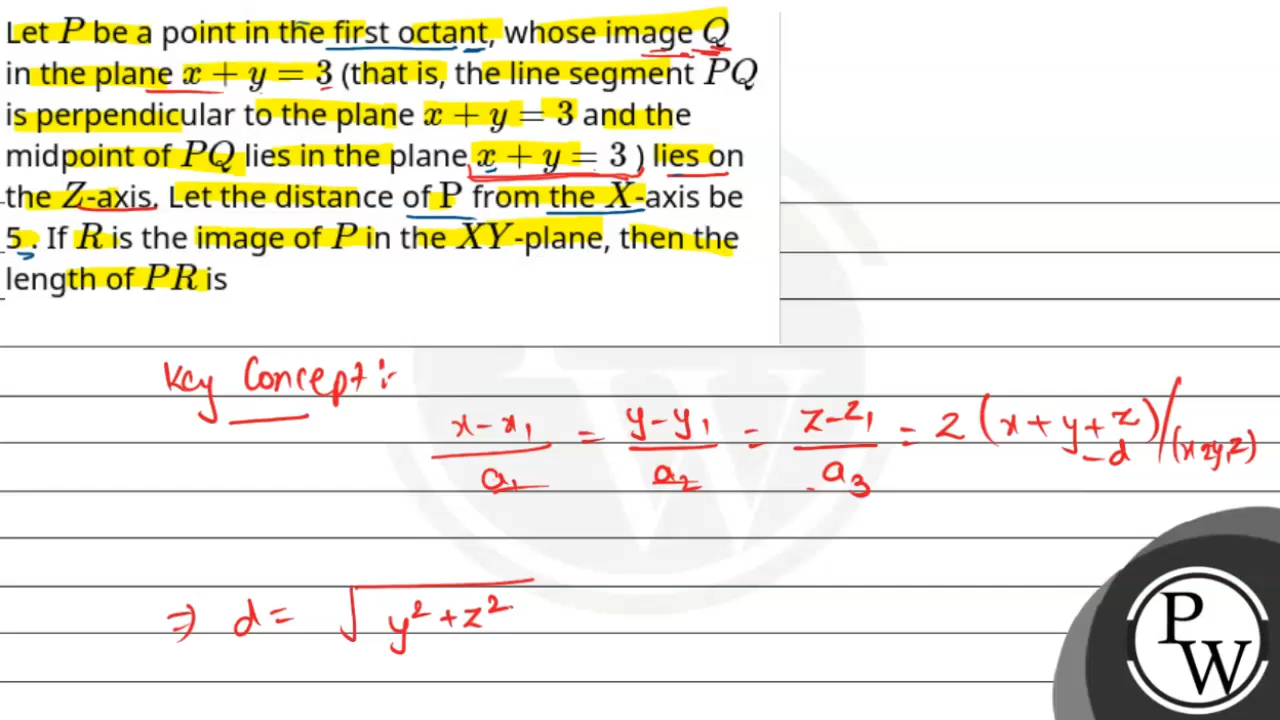 Let P be a point in the first octant, whose image Q
in the plane x + y = 3 (that is, the line segment PQ
is perpendicular to the plane x + y = 3 and the
midpoint of PQ lies in the plane x + y = 3 ) lies on
the Z-axis. Let the distance of P from the X-axis be
5 . If R is the image of P in the XY-plane, then the
length of PR is
Key Concept :
x-x₁/a₁ = y-y₁/a₂ = z-z₁/a₃ = 2 (x + y + z - d) /
⇒ d = √y² + z²
P
W